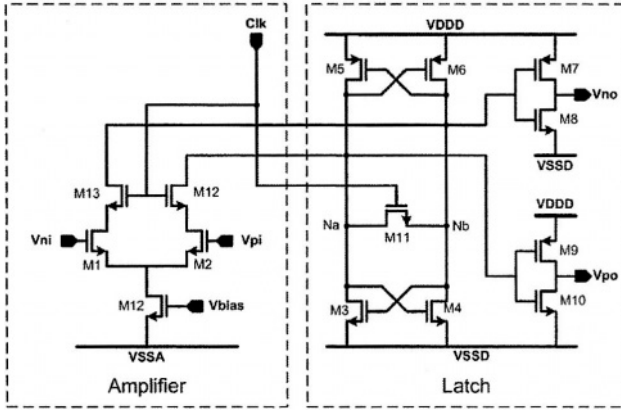 Clk
VDDD
M5
M6
M7
Vno
M8
VSSD
M13
M12
Vni
Vpi
M1
M2
Na
M11
Nb
VDDD
M9
Vpo
M10
M12
Vbias
M3
M4
VSSA
VSSD
Amplifier
Latch